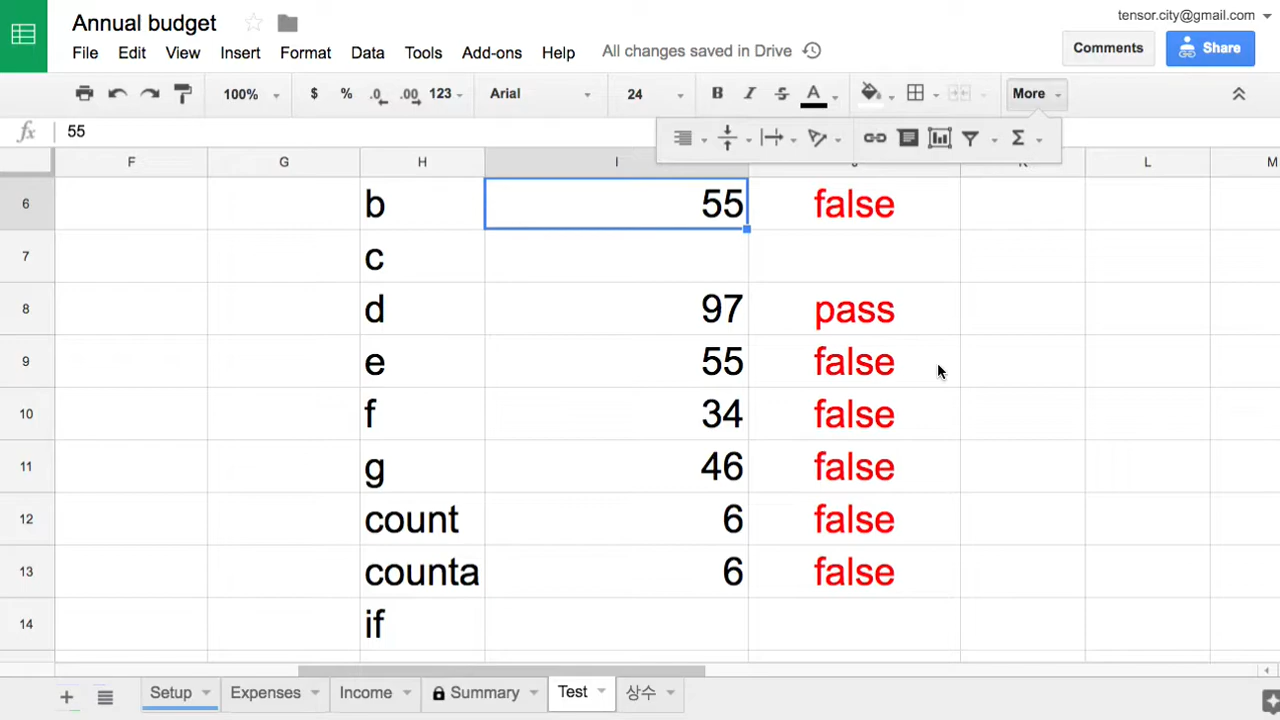 Annual budget
tensor.city@gmail.com
File Edit View Insert Format Data Tools Add-ons Help All changes saved in Drive
Comments Share
100% $ % .0 .00 123 Arial 24 B I S A More
fx 55
F G H I L M
6 b 55 false
7 c
8 d 97 pass
9 e 55 false
10 f 34 false
11 g 46 false
12 count 6 false
13 counta 6 false
14 if
Setup Expenses Income Summary Test 상수